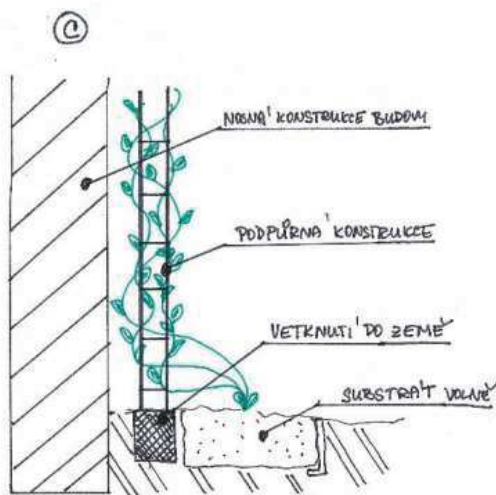 C
NOSNÁ KONSTRUKCE BUDOVY
PODPŮRNÁ KONSTRUKCE
VETKNUTÍ DO ZEMĚ
SUBSTRÁT VOLNĚ